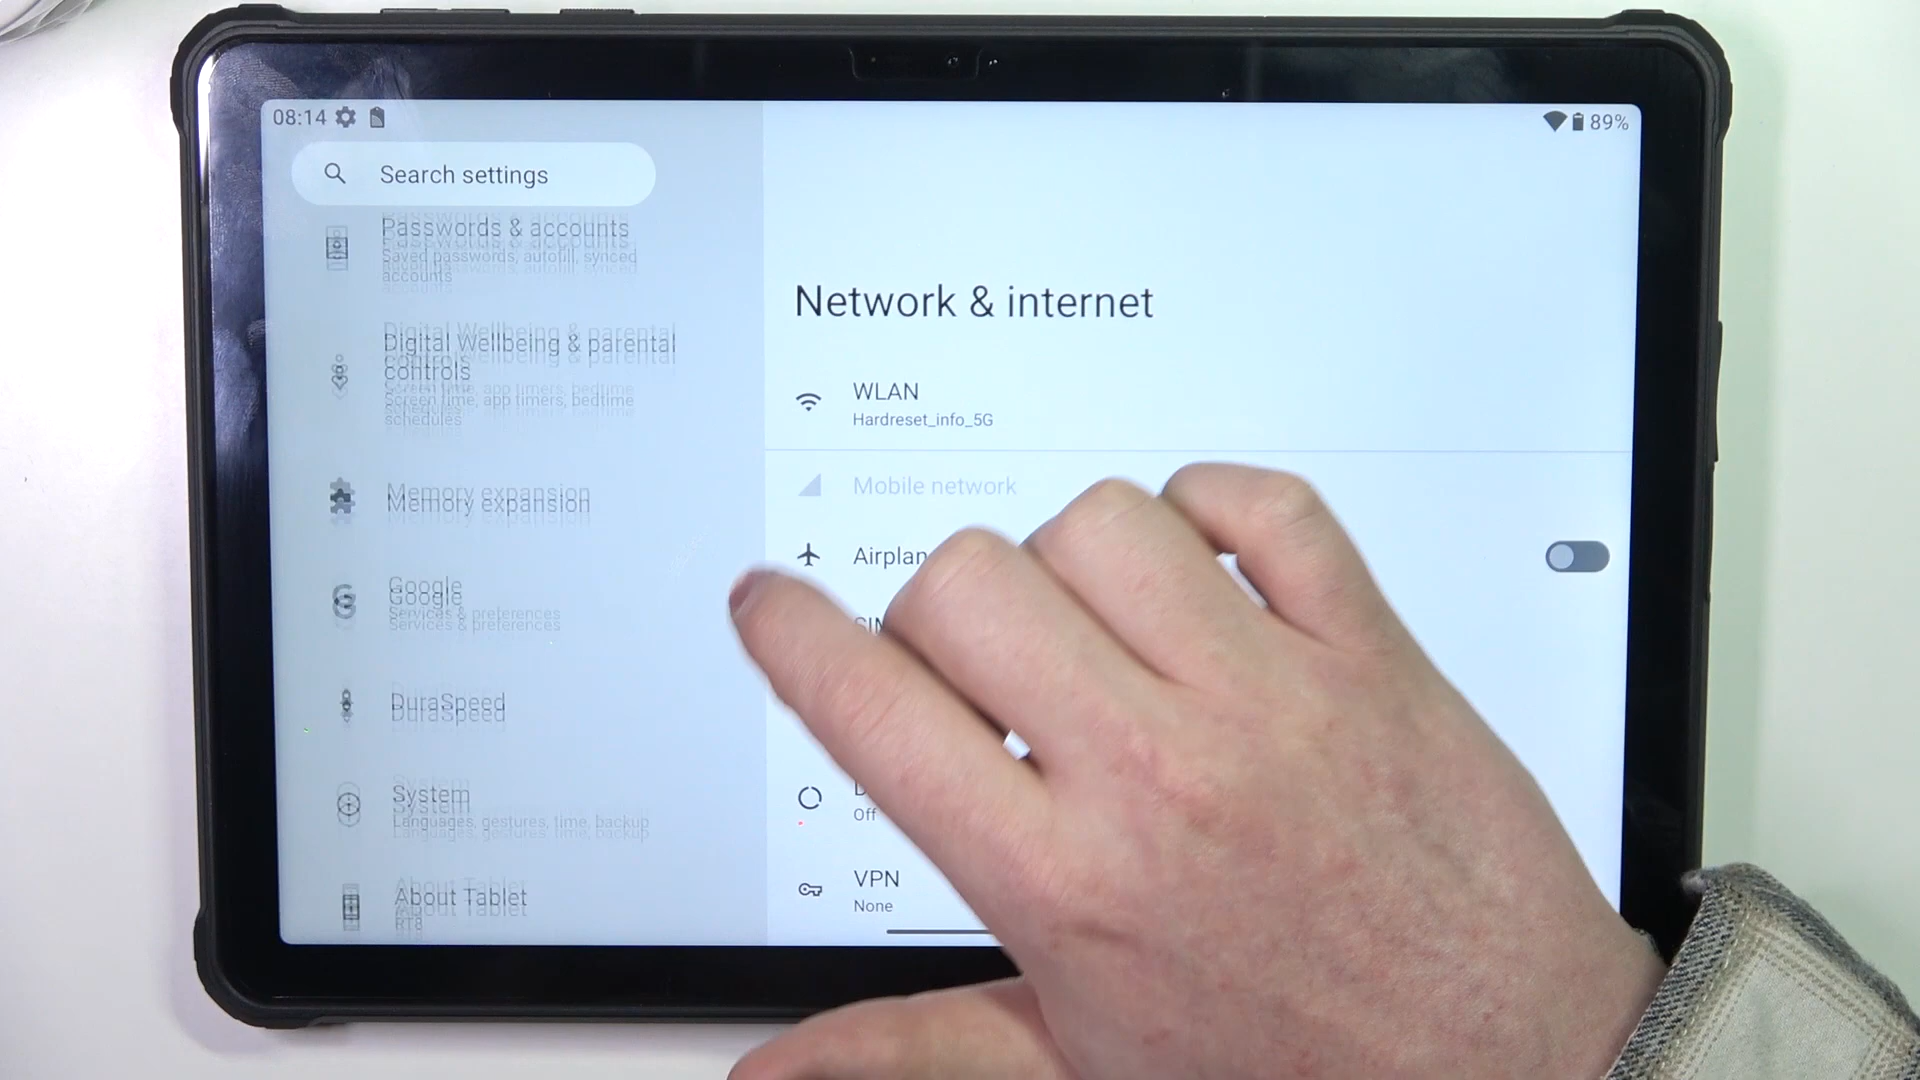 08:14
89%
Search settings
Passwords & accounts
Saved passwords, autofill, synced
accounts
Digital Wellbeing & parental
controls
Screen time, app timers, bedtime
schedules
Memory expansion
Google
Services & preferences
DuraSpeed
System
Languages, gestures, time, backup
About Tablet
RT8
Network & internet
WLAN
Hardreset_info_5G
Mobile network
Off
VPN
None